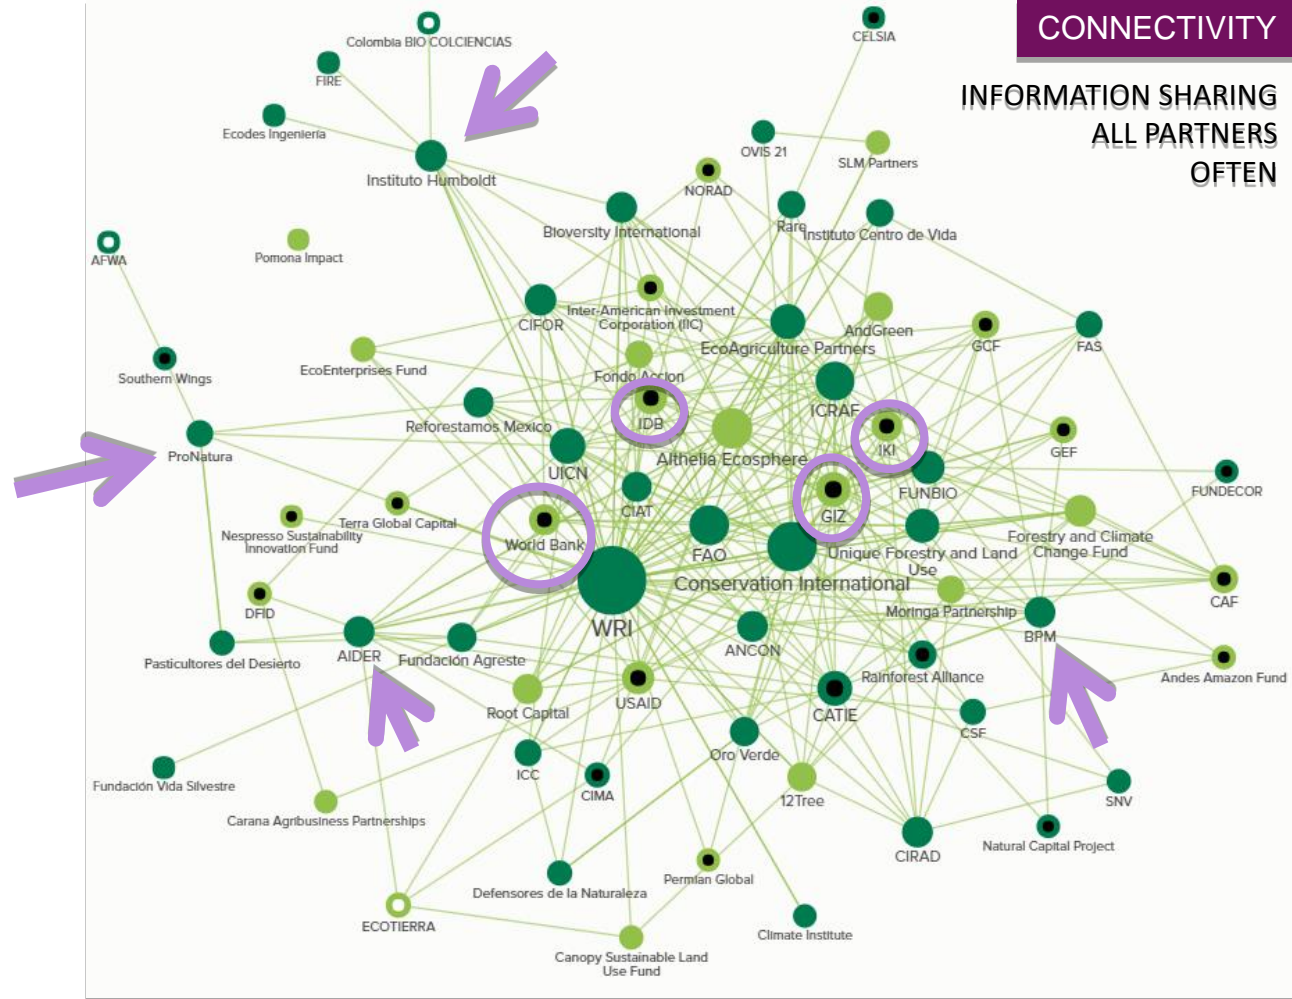 CONNECTIVITY
INFORMATION SHARING
ALL PARTNERS
OFTEN
Colombia BIO COLCIENCIAS
CELSIA
FIRE
Ecodes Ingeniería
OVIS 21
SLM Partners
Instituto Humboldt
NORAD
Bioversity International
Rare
Instituto Centro de Vida
AFWA
Pomona Impact
Inter-American Investment
Corporation (IIC)
CIFOR
AndGreen
EcoAgriculture Partners
GCF
FAS
EcoEnterprises Fund
Southern Wings
Fondo Accion
ICRAF
IDB
Reforestamos Mexico
IKI
GEF
ProNatura
Althelia Ecosphere
UICN
FUNBIO
FUNDECOR
CIAT
GIZ
Terra Global Capital
Nespresso Sustainability
Innovation Fund
World Bank
FAO
Unique Forestry and Land
Use
Forestry and Climate
Change Fund
Conservation International
CAF
DFID
Moringa Partnership
WRI
BPM
ANCON
AIDER
Fundación Agreste
Pasticultores del Desierto
Rainforest Alliance
Andes Amazon Fund
USAID
Root Capital
CATIE
CSF
Oro Verde
ICC
CIMA
Fundación Vida Silvestre
12Tree
SNV
Carana Agribusiness Partnerships
Natural Capital Project
CIRAD
Permian Global
Defensores de la Naturaleza
ECOTIERRA
Climate Institute
Canopy Sustainable Land
Use Fund